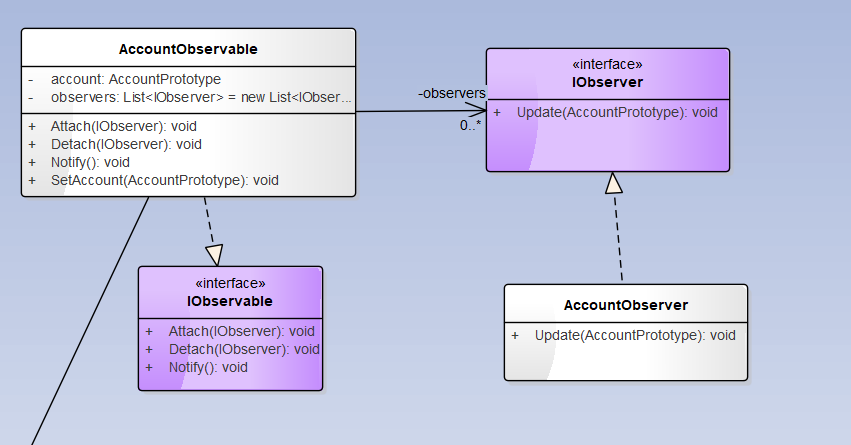 AccountObservable
- account: AccountPrototype
- observers: List<IObserver> = new List<IObser...
+ Attach(IObserver): void
+ Detach(IObserver): void
+ Notify(): void
+ SetAccount(AccountPrototype): void
-observers
0..*
«interface»
IObserver
+ Update(AccountPrototype): void
«interface»
IObservable
+ Attach(IObserver): void
+ Detach(IObserver): void
+ Notify(): void
AccountObserver
+ Update(AccountPrototype): void